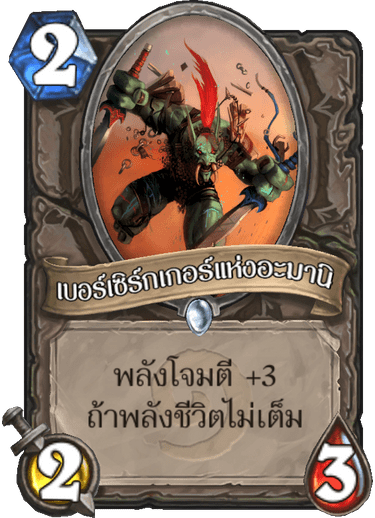 2
เบอร์เซิร์กเกอร์แห่งอะมานิ
พลังโจมตี +3
ถ้าพลังชีวิตไม่เต็ม
2
3